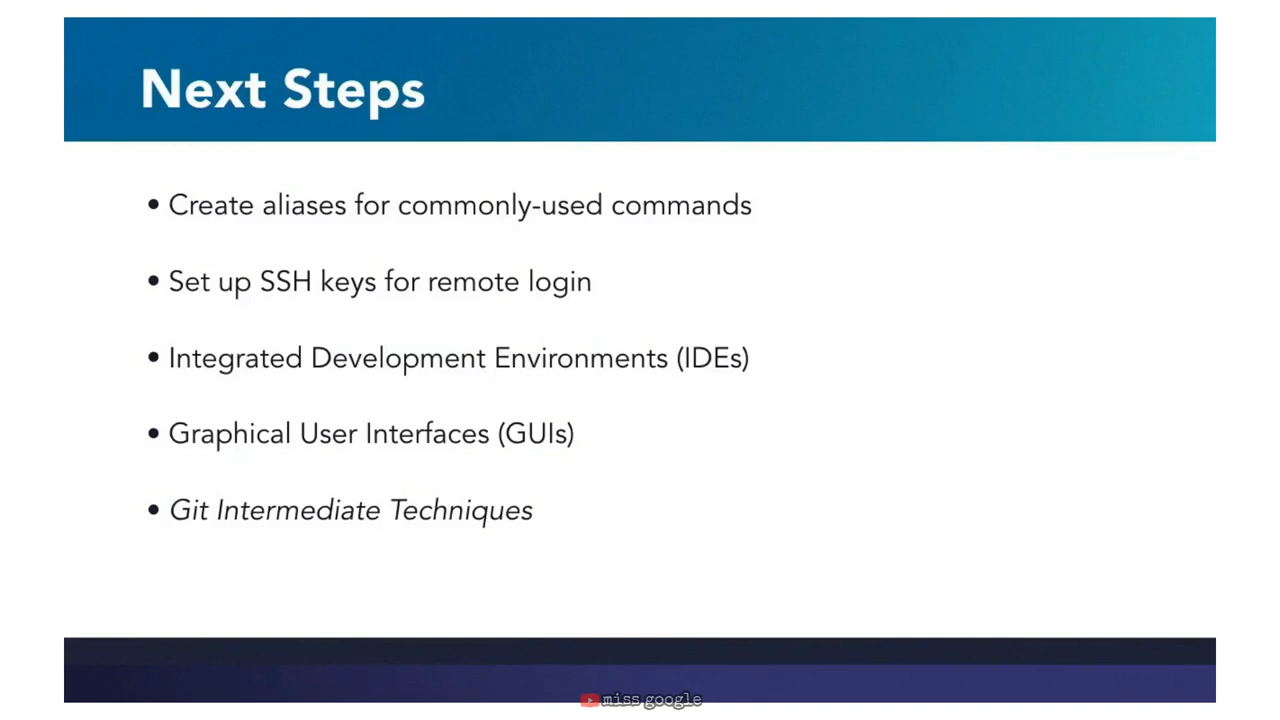 Next Steps
• Create aliases for commonly-used commands
• Set up SSH keys for remote login
• Integrated Development Environments (IDEs)
• Graphical User Interfaces (GUIs)
• Git Intermediate Techniques
miss google